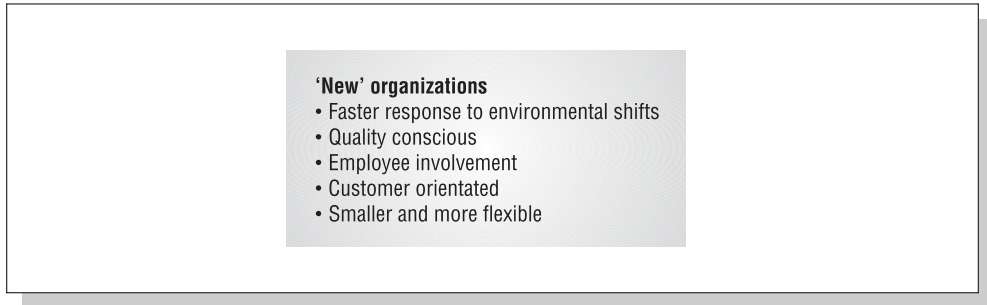 ‘New’ organizations
• Faster response to environmental shifts
• Quality conscious
• Employee involvement
• Customer orientated
• Smaller and more flexible